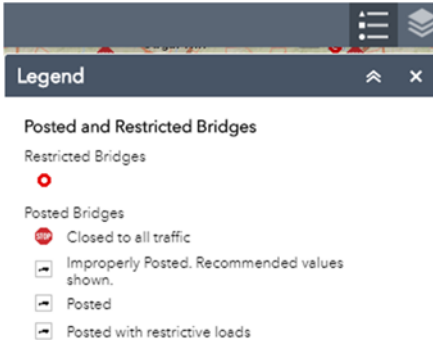 Legend
Posted and Restricted Bridges
Restricted Bridges
Posted Bridges
STOP
Closed to all traffic
Improperly Posted. Recommended values
shown.
Posted
Posted with restrictive loads